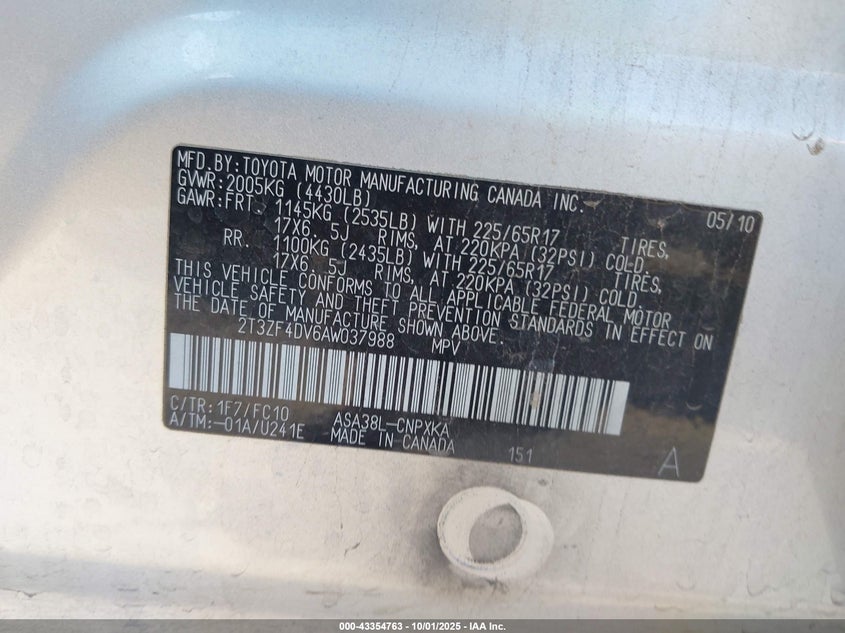 MFD.BY:TOYOTA MOTOR MANUFACTURING CANADA INC. 05/10
GVWR:2005KG (4430LB)
GAWR:FRT. 1145KG (2535LB) WITH 225/65R17 TIRES,
17X6.5J RIMS, AT 220KPA (32PSI) COLD.
RR. 1100KG (2435LB) WITH 225/65R17 TIRES,
17X6.5J RIMS, AT 220KPA (32PSI) COLD.
THIS VEHICLE CONFORMS TO ALL APPLICABLE FEDERAL MOTOR
VEHICLE SAFETY AND THEFT PREVENTION STANDARDS IN EFFECT ON
THE DATE OF MANUFACTURE SHOWN ABOVE.
2T3ZF4DV6AW037988 MPV
C/TR:1F7/FC10 ASA38L-CNPXKA
A/TM:-01A/U241E MADE IN CANADA 151 A
000-43354763 - 10/01/2025 - IAA Inc.